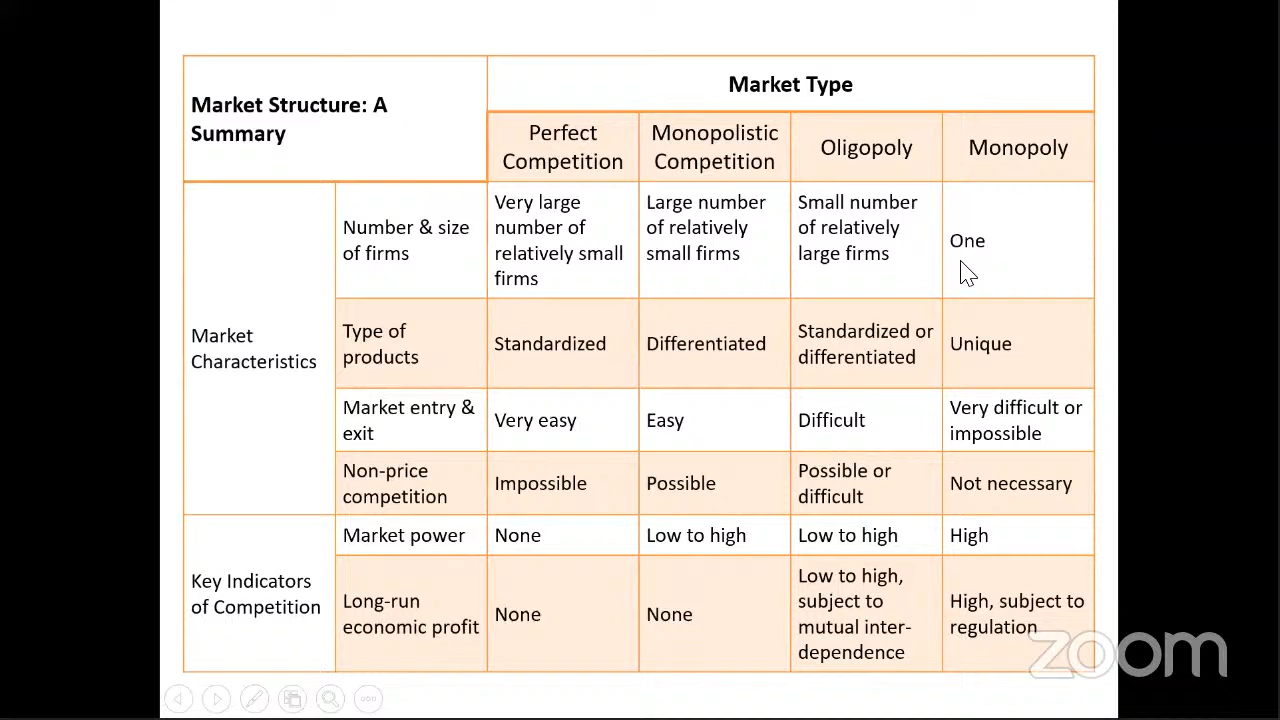 Market Structure: A
Summary
Market Type
Perfect
Competition
Monopolistic
Competition
Oligopoly
Monopoly
Market
Characteristics
Number & size
of firms
Very large
number of
relatively small
firms
Large number
of relatively
small firms
Small number
of relatively
large firms
One
Type of
products
Standardized
Differentiated
Standardized or
differentiated
Unique
Market entry &
exit
Very easy
Easy
Difficult
Very difficult or
impossible
Non-price
competition
Impossible
Possible
Possible or
difficult
Not necessary
Key Indicators
of Competition
Market power
None
Low to high
Low to high
High
Long-run
economic profit
None
None
Low to high,
subject to
mutual inter-
dependence
High, subject to
regulation
zoom